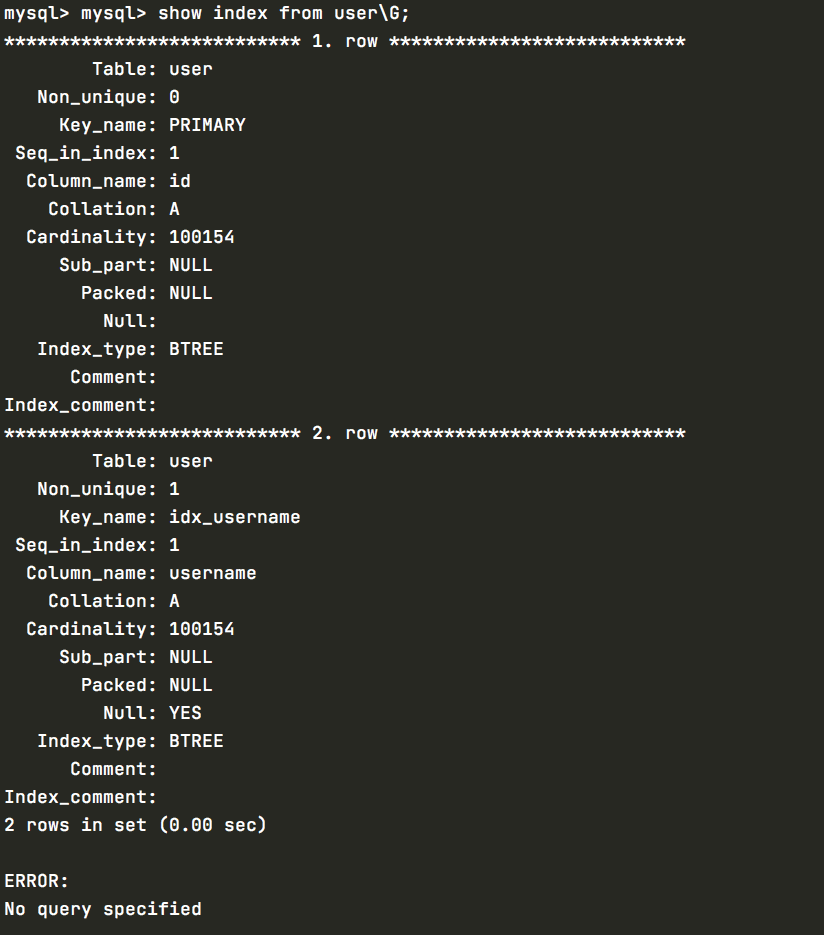 mysql> mysql> show index from user\G;
*************************** 1. row ***************************
        Table: user
   Non_unique: 0
     Key_name: PRIMARY
 Seq_in_index: 1
  Column_name: id
    Collation: A
  Cardinality: 100154
     Sub_part: NULL
       Packed: NULL
         Null:
   Index_type: BTREE
      Comment:
Index_comment:
*************************** 2. row ***************************
        Table: user
   Non_unique: 1
     Key_name: idx_username
 Seq_in_index: 1
  Column_name: username
    Collation: A
  Cardinality: 100154
     Sub_part: NULL
       Packed: NULL
         Null: YES
   Index_type: BTREE
      Comment:
Index_comment:
2 rows in set (0.00 sec)

ERROR:
No query specified